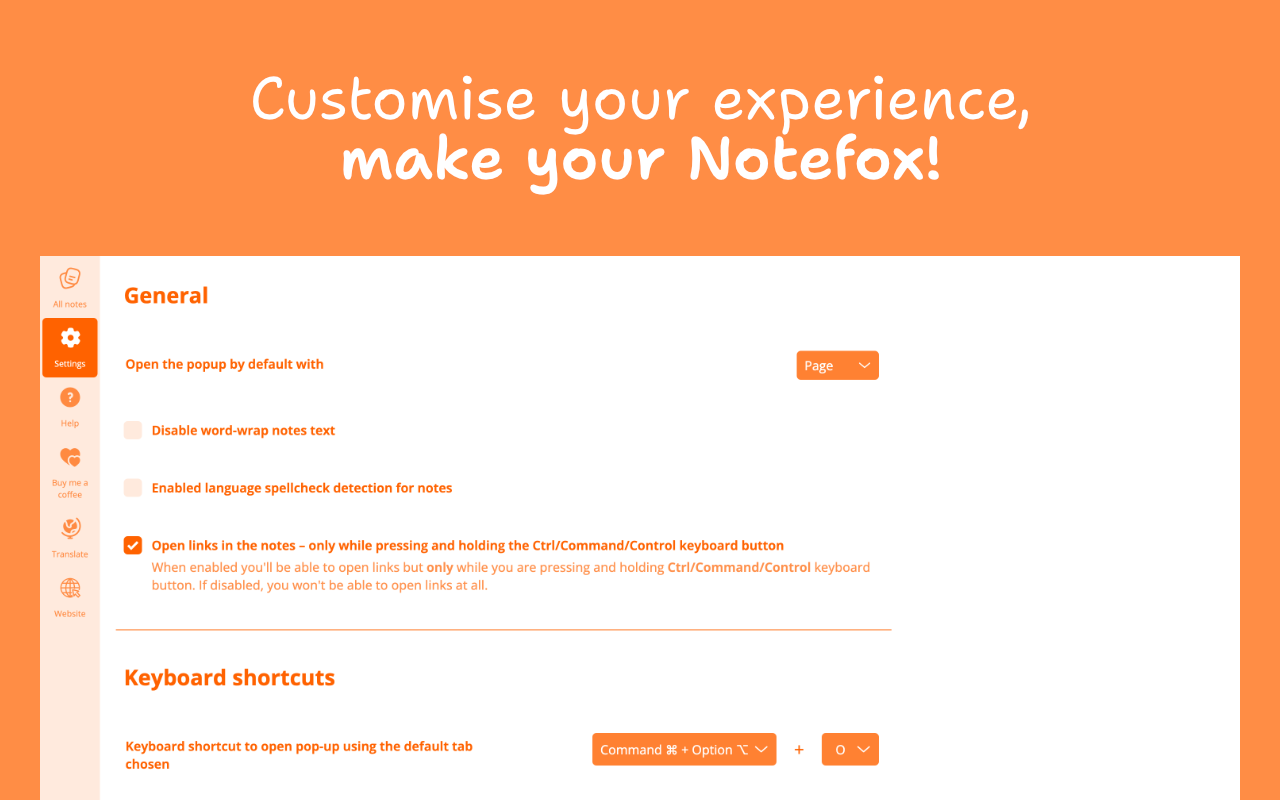 Customise your experience,
make your Notefox!
All notes
Settings
Help
Buy me a
coffee
Translate
Website
General
Open the popup by default with
Page
Disable word-wrap notes text
Enabled language spellcheck detection for notes
Open links in the notes – only while pressing and holding the Ctrl/Command/Control keyboard button
When enabled you'll be able to open links but only while you are pressing and holding Ctrl/Command/Control keyboard
button. If disabled, you won't be able to open links at all.
Keyboard shortcuts
Keyboard shortcut to open pop-up using the default tab
chosen
Command ⌘ + Option ⌥ + O